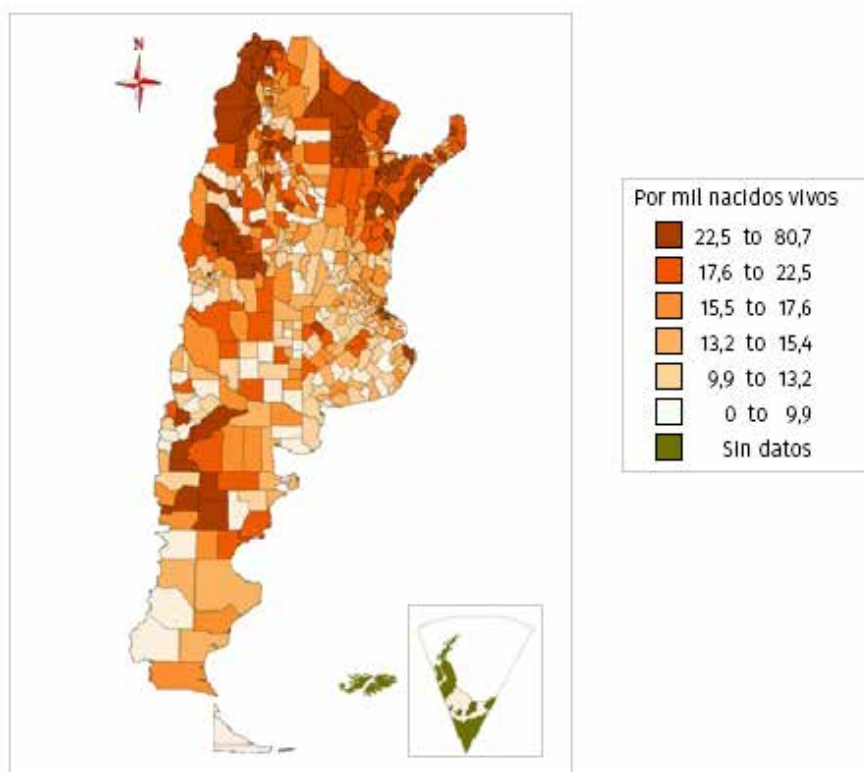 N
Por mil nacidos vivos
22,5 to 80,7
17,6 to 22,5
15,5 to 17,6
13,2 to 15,4
9,9 to 13,2
0 to 9,9
Sin datos